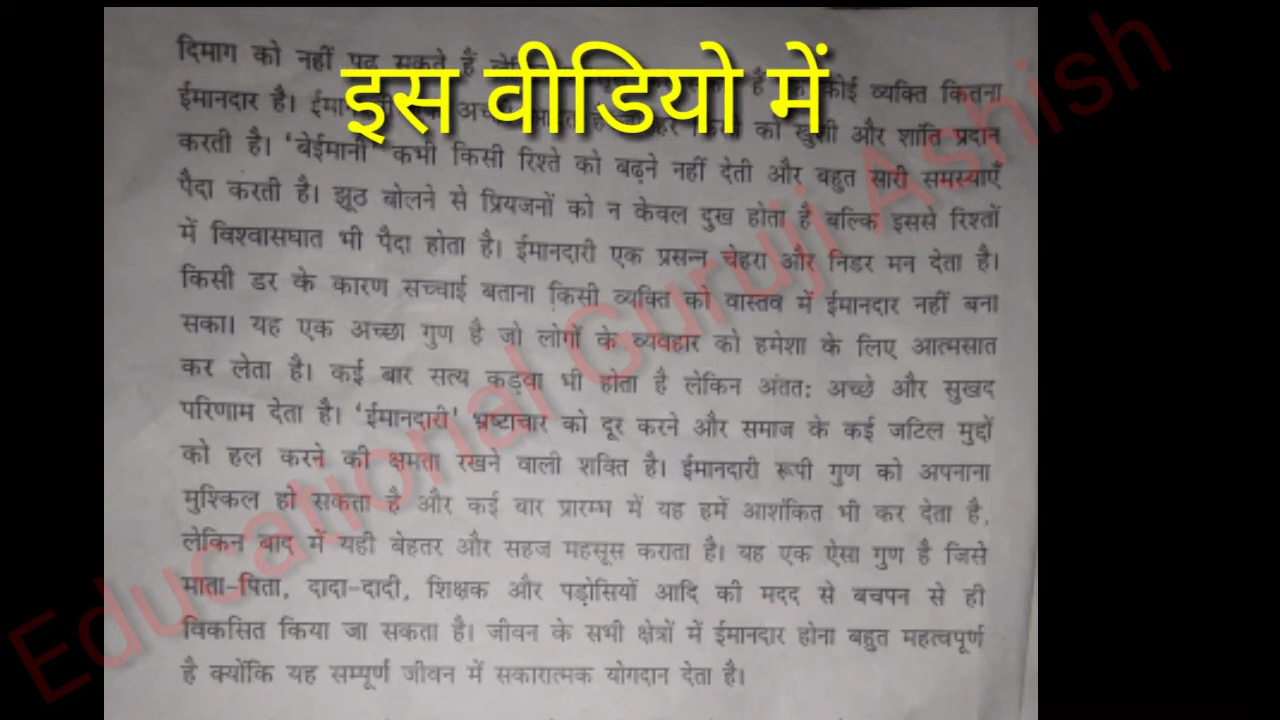 इस वीडियो में
दिमाग को नहीं पढ़ सकते हैं
कोई व्यक्ति कितना
ईमानदार है।
को खुशी और शांति प्रदान
करती है। 'बेईमानी' कभी किसी रिश्ते को बढ़ने नहीं देती और बहुत सारी समस्याएँ
पैदा करती है। झूठ बोलने से प्रियजनों को न केवल दुख होता है बल्कि इससे रिश्तों
में विश्वासघात भी पैदा होता है। ईमानदारी एक प्रसन्न चेहरा और निडर मन देता है।
किसी डर के कारण सच्चाई बताना किसी व्यक्ति को वास्तव में ईमानदार नहीं बना
सका। यह एक अच्छा गुण है जो लोगों के व्यवहार को हमेशा के लिए आत्मसात
कर लेता है। कई बार सत्य कड़वा भी होता है लेकिन अंततः अच्छे और सुखद
परिणाम देता है। 'ईमानदारी' भ्रष्टाचार को दूर करने और समाज के कई जटिल मुद्दों
को हल करने की क्षमता रखने वाली शक्ति है। ईमानदारी रूपी गुण को अपनाना
मुश्किल हो सकता है और कई बार प्रारम्भ में यह हमें आशंकित भी कर देता है,
लेकिन बाद में यही बेहतर और सहज महसूस कराता है। यह एक ऐसा गुण है जिसे
माता-पिता, दादा-दादी, शिक्षक और पड़ोसियों आदि की मदद से बचपन से ही
विकसित किया जा सकता है। जीवन के सभी क्षेत्रों में ईमानदार होना बहुत महत्वपूर्ण
है क्योंकि यह सम्पूर्ण जीवन में सकारात्मक योगदान देता है।
Educational Guruji Ashish